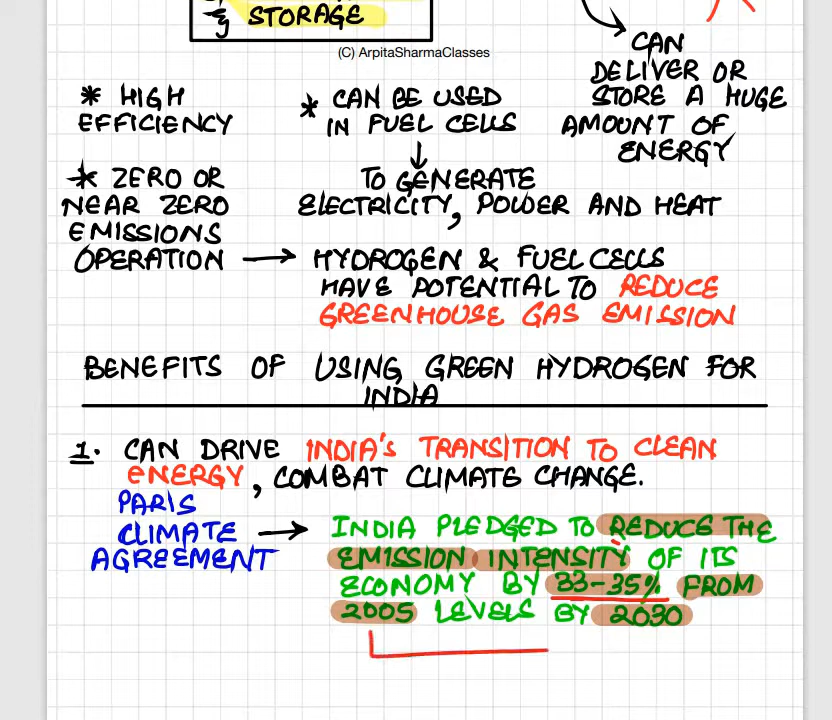 & STORAGE
(C) ArpitaSharmaClasses
CAN
DELIVER OR
STORE A HUGE
AMOUNT OF
ENERGY
* HIGH
EFFICIENCY
* CAN BE USED
IN FUEL CELLS
↓
TO GENERATE
ELECTRICITY, POWER AND HEAT
* ZERO OR
NEAR ZERO
EMISSIONS
OPERATION → HYDROGEN & FUEL CELLS
HAVE POTENTIAL TO REDUCE
GREENHOUSE GAS EMISSION
BENEFITS OF USING GREEN HYDROGEN FOR
INDIA
1. CAN DRIVE INDIA'S TRANSITION TO CLEAN
ENERGY, COMBAT CLIMATE CHANGE.
PARIS
CLIMATE →
AGREEMENT
INDIA PLEDGED TO REDUCE THE
EMISSION INTENSITY OF ITS
ECONOMY BY 33-35% FROM
2005 LEVELS BY 2030